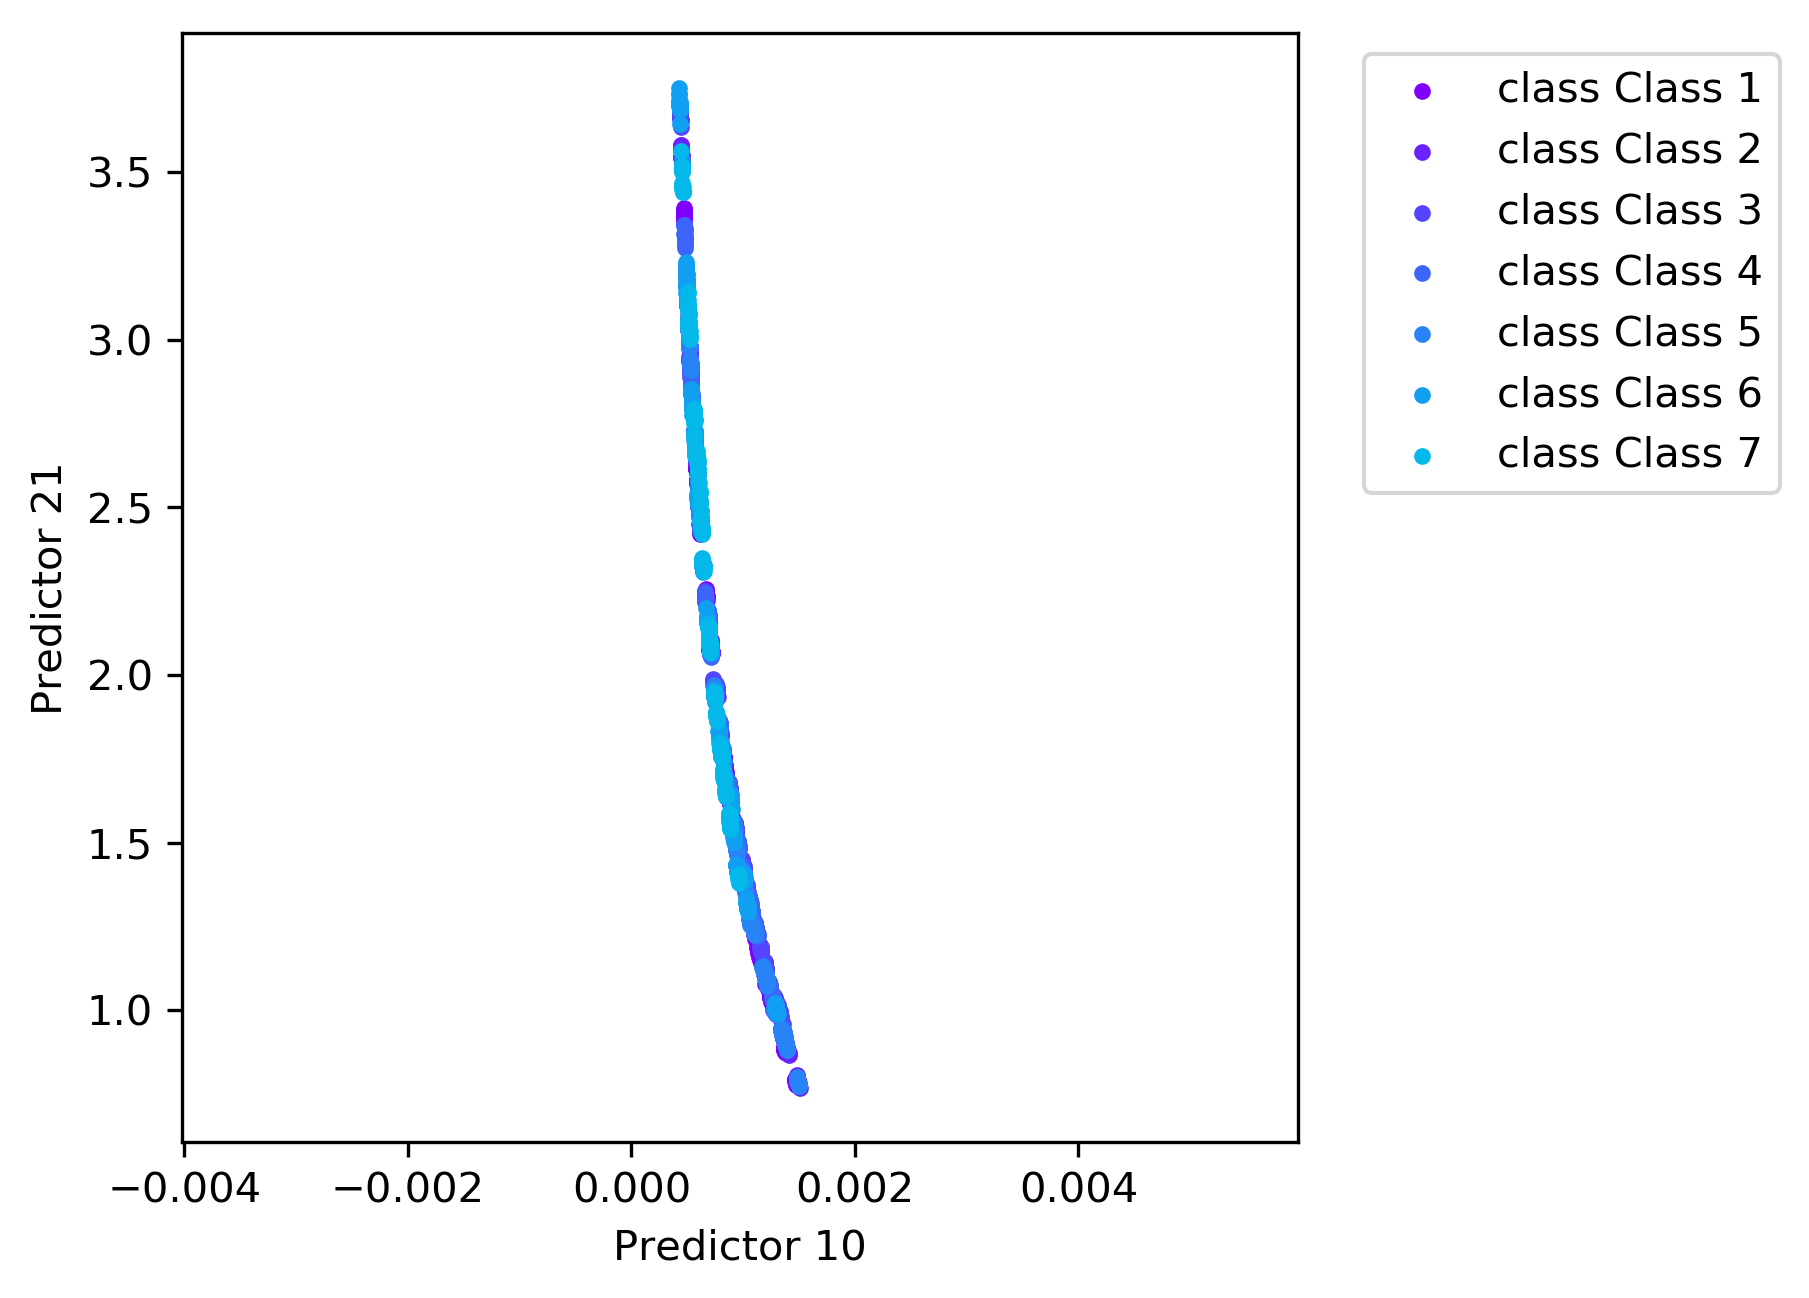 class Class 1
class Class 2
class Class 3
class Class 4
class Class 5
class Class 6
class Class 7
Predictor 21
3.5
3.0
2.5
2.0
1.5
1.0
−0.004 −0.002 0.000 0.002 0.004
Predictor 10